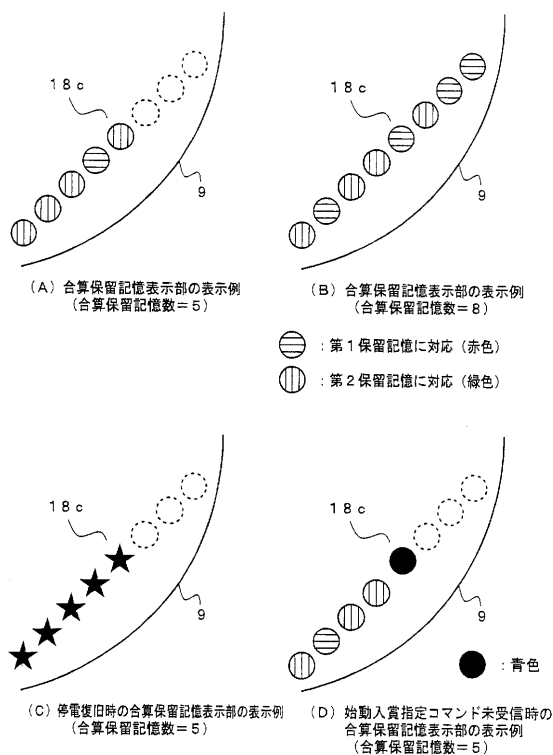 18c
9
(A) 合算保留記憶表示部の表示例
(合算保留記憶数=5)
18c
9
(B) 合算保留記憶表示部の表示例
(合算保留記憶数=8)
:第1保留記憶に対応(赤色)
:第2保留記憶に対応(緑色)
18c
9
(C) 停電復旧時の合算保留記憶表示部の表示例
(合算保留記憶数=5)
18c
9
:青色
(D) 始動入賞指定コマンド未受信時の
合算保留記憶表示部の表示例
(合算保留記憶数=5)